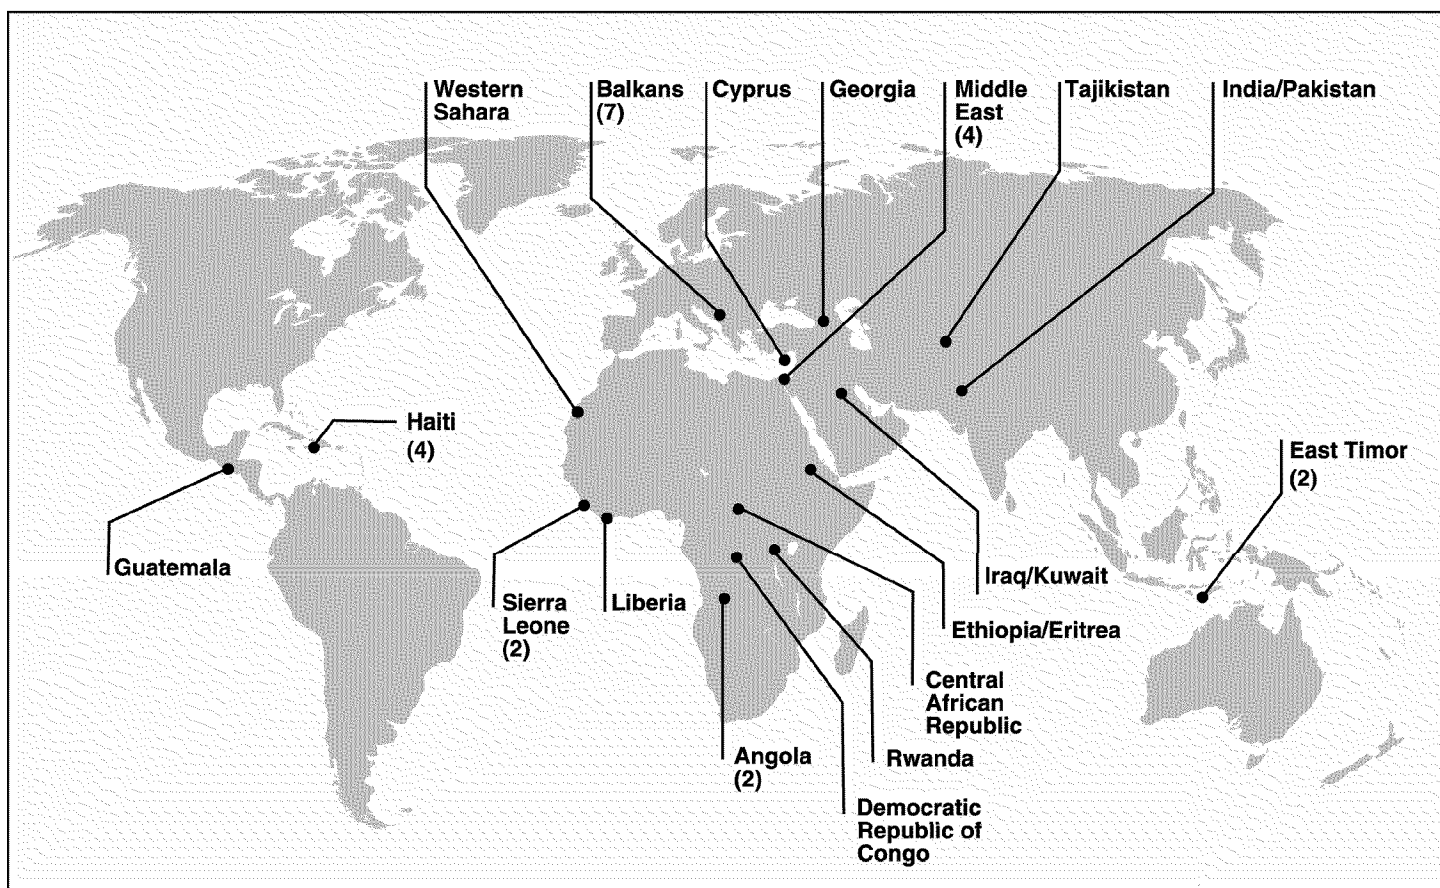 Western
Sahara
Balkans
(7)
Cyprus
Georgia
Middle
East
(4)
Tajikistan
India/Pakistan
Haiti
(4)
East Timor
(2)
Guatemala
Sierra
Leone
(2)
Liberia
Iraq/Kuwait
Ethiopia/Eritrea
Central
African
Republic
Angola
(2)
Rwanda
Democratic
Republic of
Congo